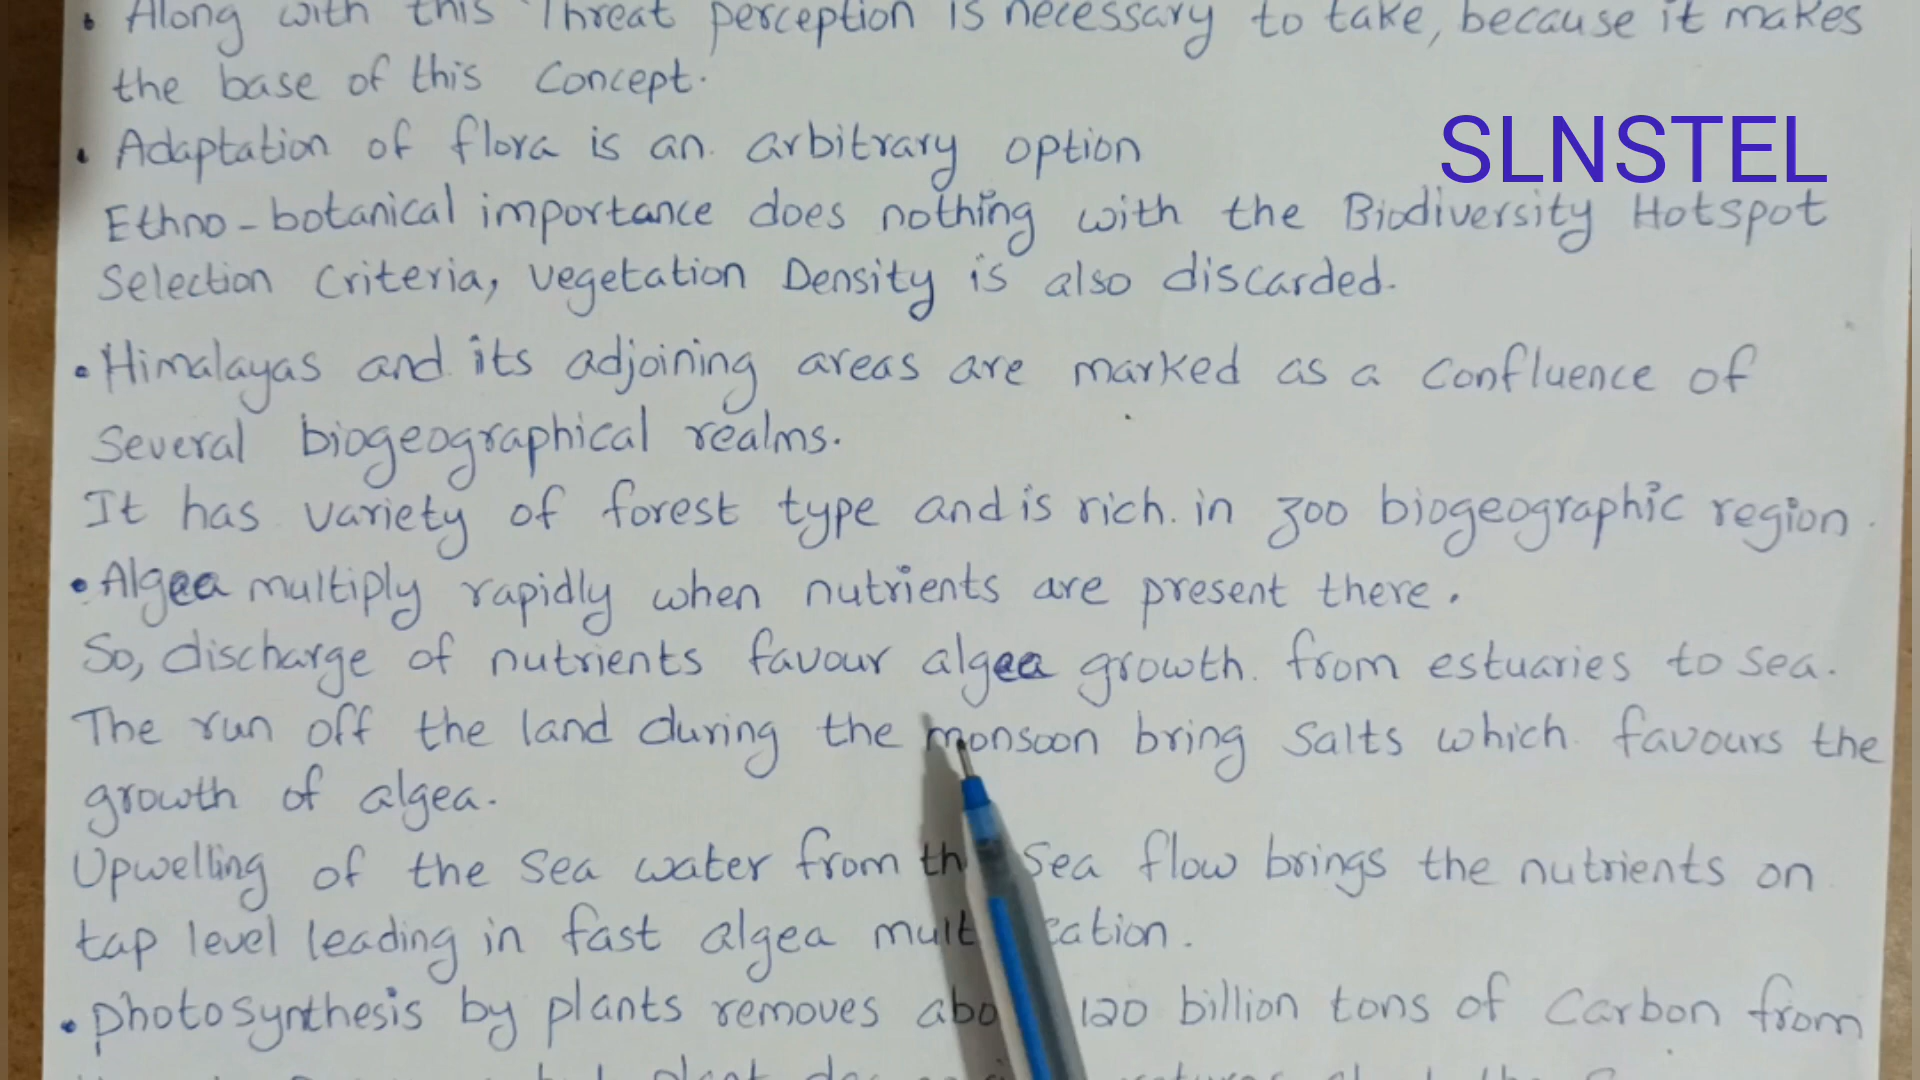 • Along with this Threat perception is necessary to take, because it makes
the base of this Concept.
SLNSTEL
• Adaptation of flora is an arbitrary option
Ethno-botanical importance does nothing with the Biodiversity Hotspot
Selection Criteria, vegetation Density is also discarded.
• Himalayas and its adjoining areas are marked as a confluence of
Several biogeographical realms.
It has variety of forest type and is rich in zoo biogeographic region.
• Algea multiply rapidly when nutrients are present there.
So, discharge of nutrients favour algea growth from estuaries to sea.
The run off the land during the monsoon bring salts which favours the
growth of algea.
Upwelling of the sea water from th sea flow brings the nutrients on
tap level leading in fast algea mult cation.
• Photosynthesis by plants removes abo 120 billion tons of Carbon from